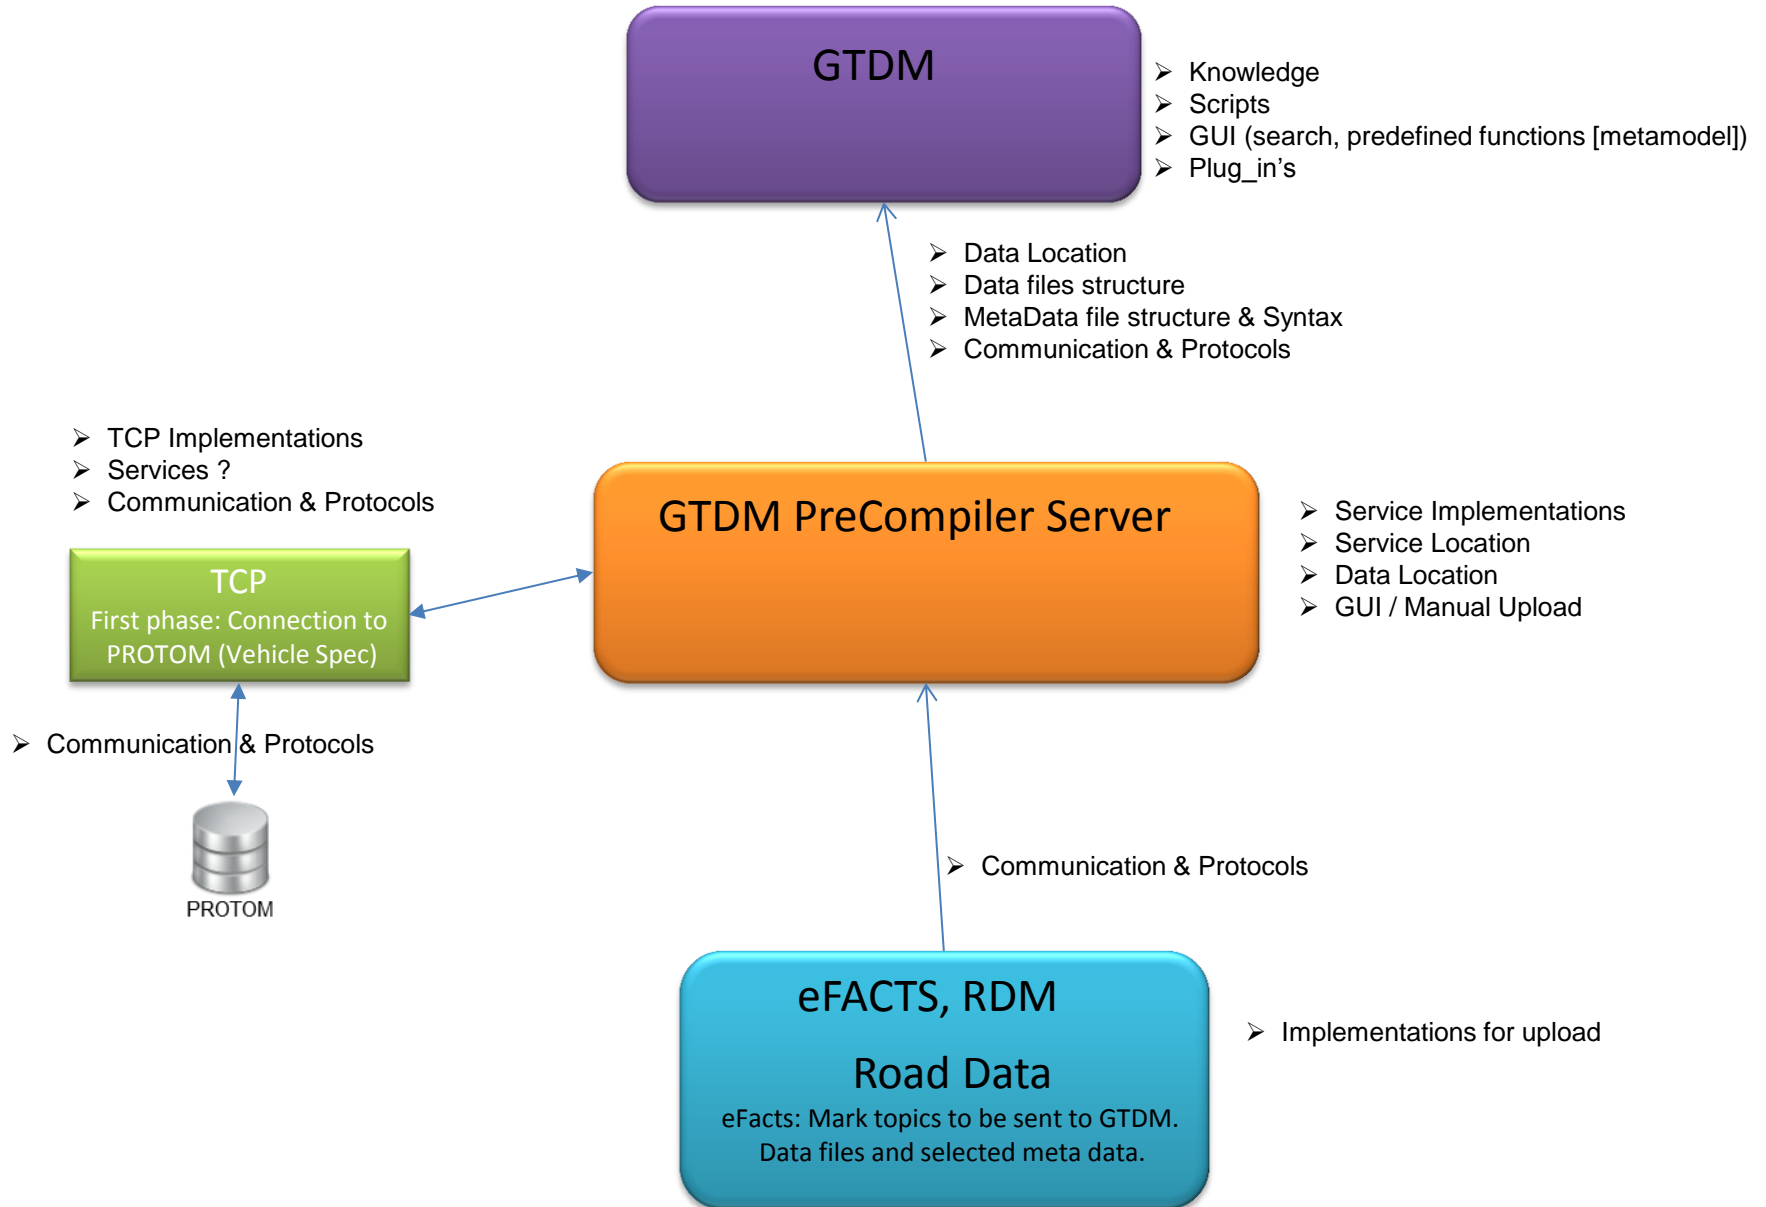 GTDM
➢ Knowledge
➢ Scripts
➢ GUI (search, predefined functions [metamodel])
➢ Plug_in’s
➢ Data Location
➢ Data files structure
➢ MetaData file structure & Syntax
➢ Communication & Protocols
➢ TCP Implementations
➢ Services ?
➢ Communication & Protocols
TCP
First phase: Connection to
PROTOM (Vehicle Spec)
GTDM PreCompiler Server
➢ Service Implementations
➢ Service Location
➢ Data Location
➢ GUI / Manual Upload
➢ Communication & Protocols
PROTOM
➢ Communication & Protocols
eFACTS, RDM
Road Data
eFacts: Mark topics to be sent to GTDM.
Data files and selected meta data.
➢ Implementations for upload